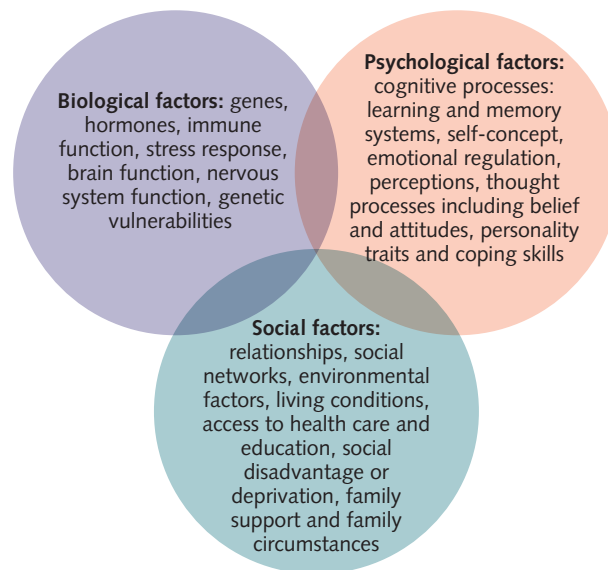 Biological factors: genes,
hormones, immune
function, stress response,
brain function, nervous
system function, genetic
vulnerabilities
Psychological factors:
cognitive processes:
learning and memory
systems, self-concept,
emotional regulation,
perceptions, thought
processes including belief
and attitudes, personality
traits and coping skills
Social factors:
relationships, social
networks, environmental
factors, living conditions,
access to health care and
education, social
disadvantage or
deprivation, family
support and family
circumstances